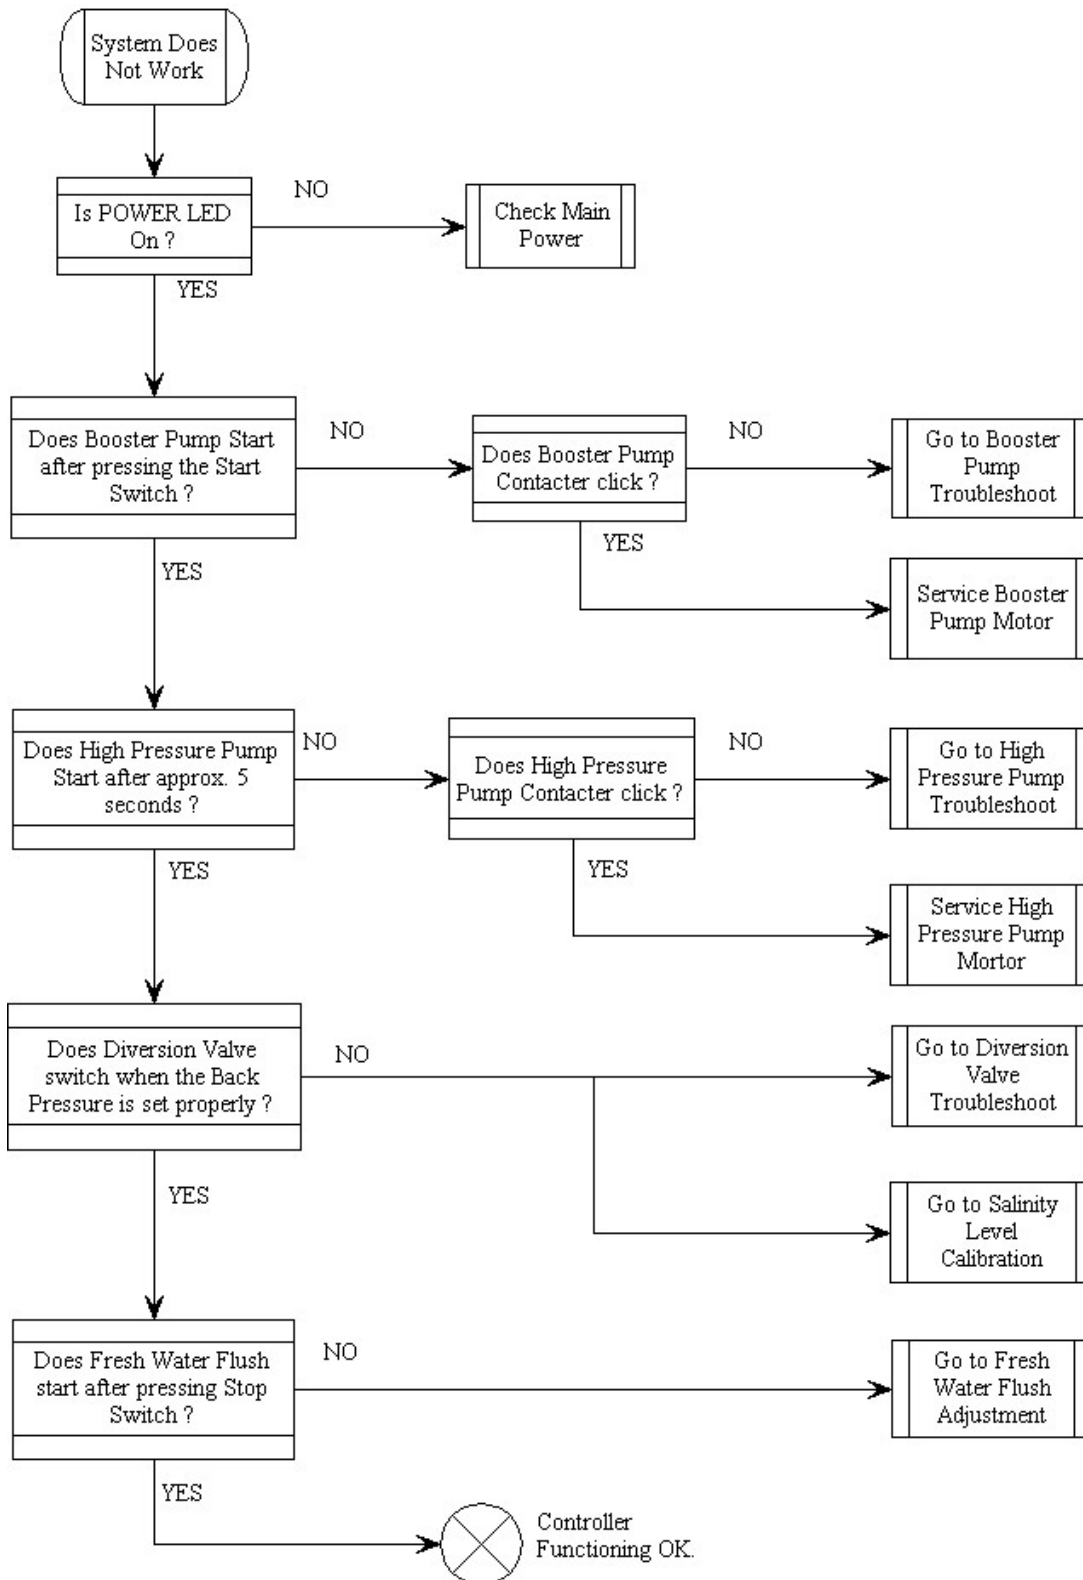 System Does
Not Work
Is POWER LED
On ?
NO
Check Main
Power
YES
Does Booster Pump Start
after pressing the Start
Switch ?
NO
Does Booster Pump
Contacter click ?
NO
Go to Booster
Pump
Troubleshoot
YES
Service Booster
Pump Motor
YES
Does High Pressure Pump
Start after approx. 5
seconds ?
NO
Does High Pressure
Pump Contacter click ?
NO
Go to High
Pressure Pump
Troubleshoot
YES
Service High
Pressure Pump
Mortor
YES
Does Diversion Valve
switch when the Back
Pressure is set properly ?
NO
Go to Diversion
Valve
Troubleshoot
Go to Salinity
Level
Calibration
YES
Does Fresh Water Flush
start after pressing Stop
Switch ?
NO
Go to Fresh
Water Flush
Adjustment
YES
Controller
Functioning OK.